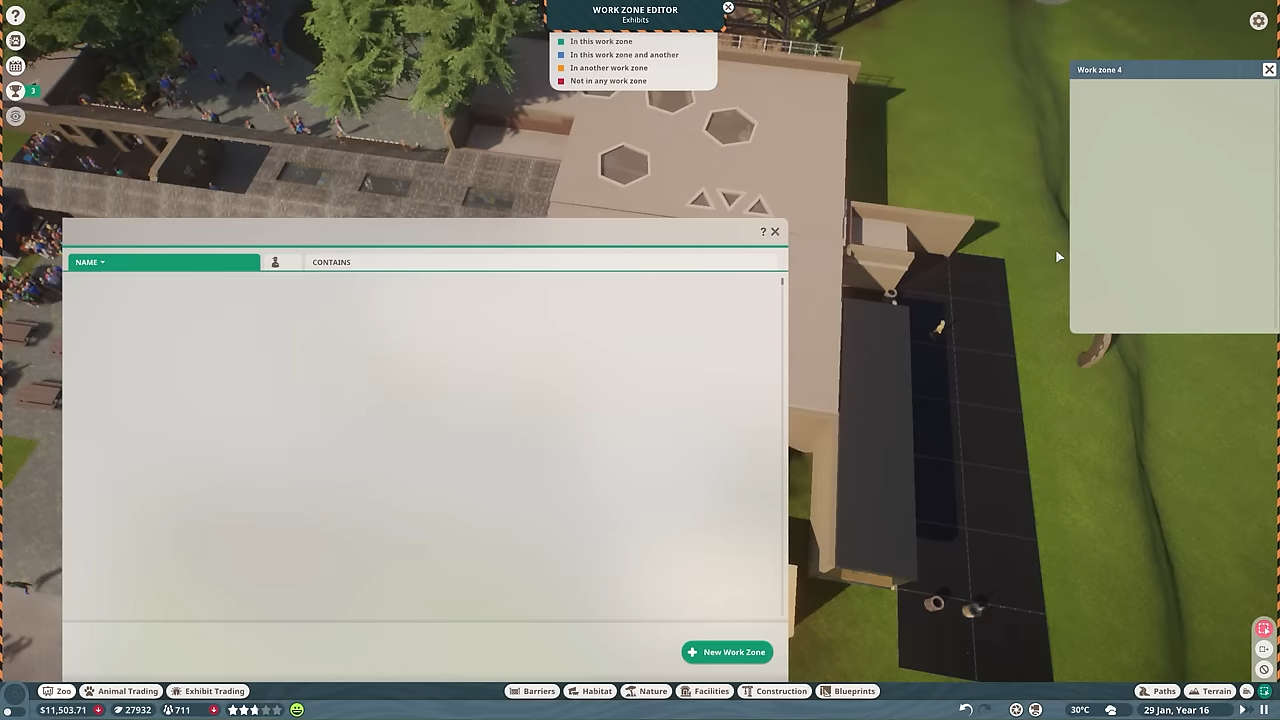 WORK ZONE EDITOR
Exhibits
In this work zone
In this work zone and another
In another work zone
Not in any work zone
3
Work zone 4
?
NAME
CONTAINS
New Work Zone
Zoo
Animal Trading
Exhibit Trading
Barriers
Habitat
Nature
Facilities
Construction
Blueprints
Paths
Terrain
$11,503.71
27932
711
30°C
29 Jan, Year 16